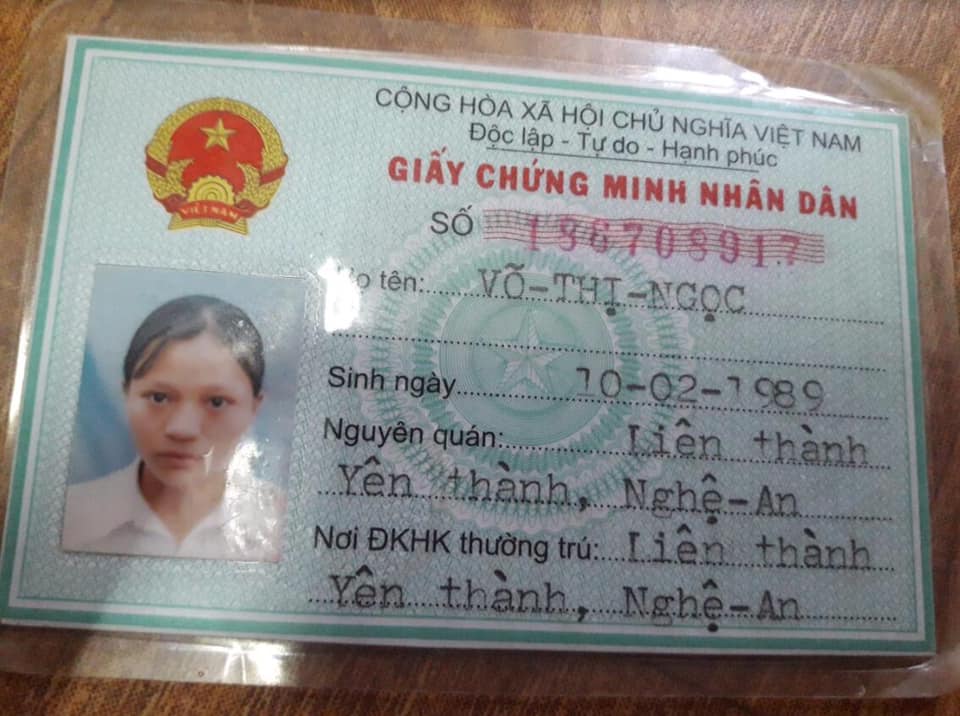 CỘNG HÒA XÃ HỘI CHỦ NGHĨA VIỆT NAM
Độc lập - Tự do - Hạnh phúc
GIẤY CHỨNG MINH NHÂN DÂN
SỐ 186708917
VIỆT NAM
Họ tên: VÕ-THỊ-NGỌC
Sinh ngày 10-02-1989
Nguyên quán: Liên thành
Yên thành, Nghệ-An
Nơi ĐKHK thường trú: Liên thành
Yên thành, Nghệ-An